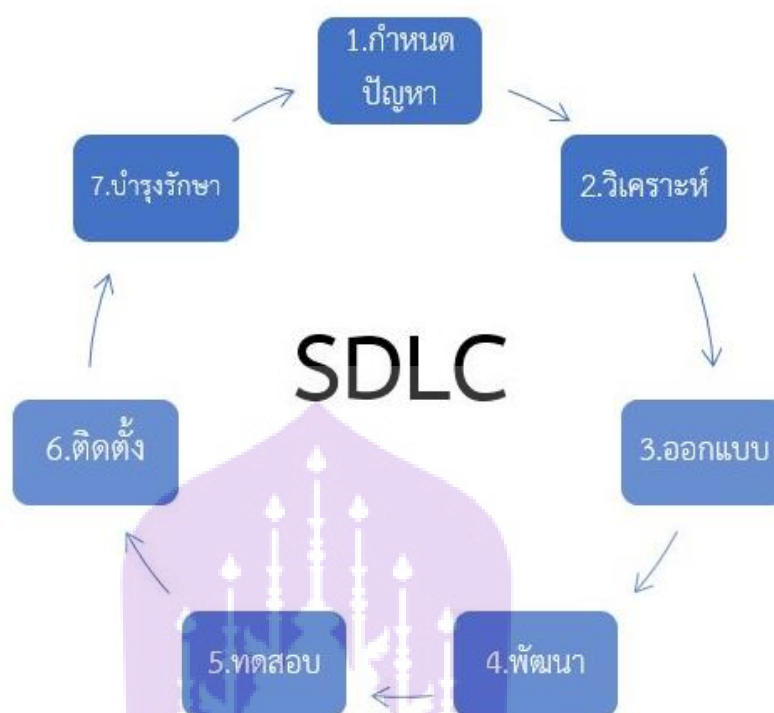 1.กำหนด
ปัญหา
2.วิเคราะห์
3.ออกแบบ
4.พัฒนา
5.ทดสอบ
6.ติดตั้ง
7.บำรุงรักษา
SDLC